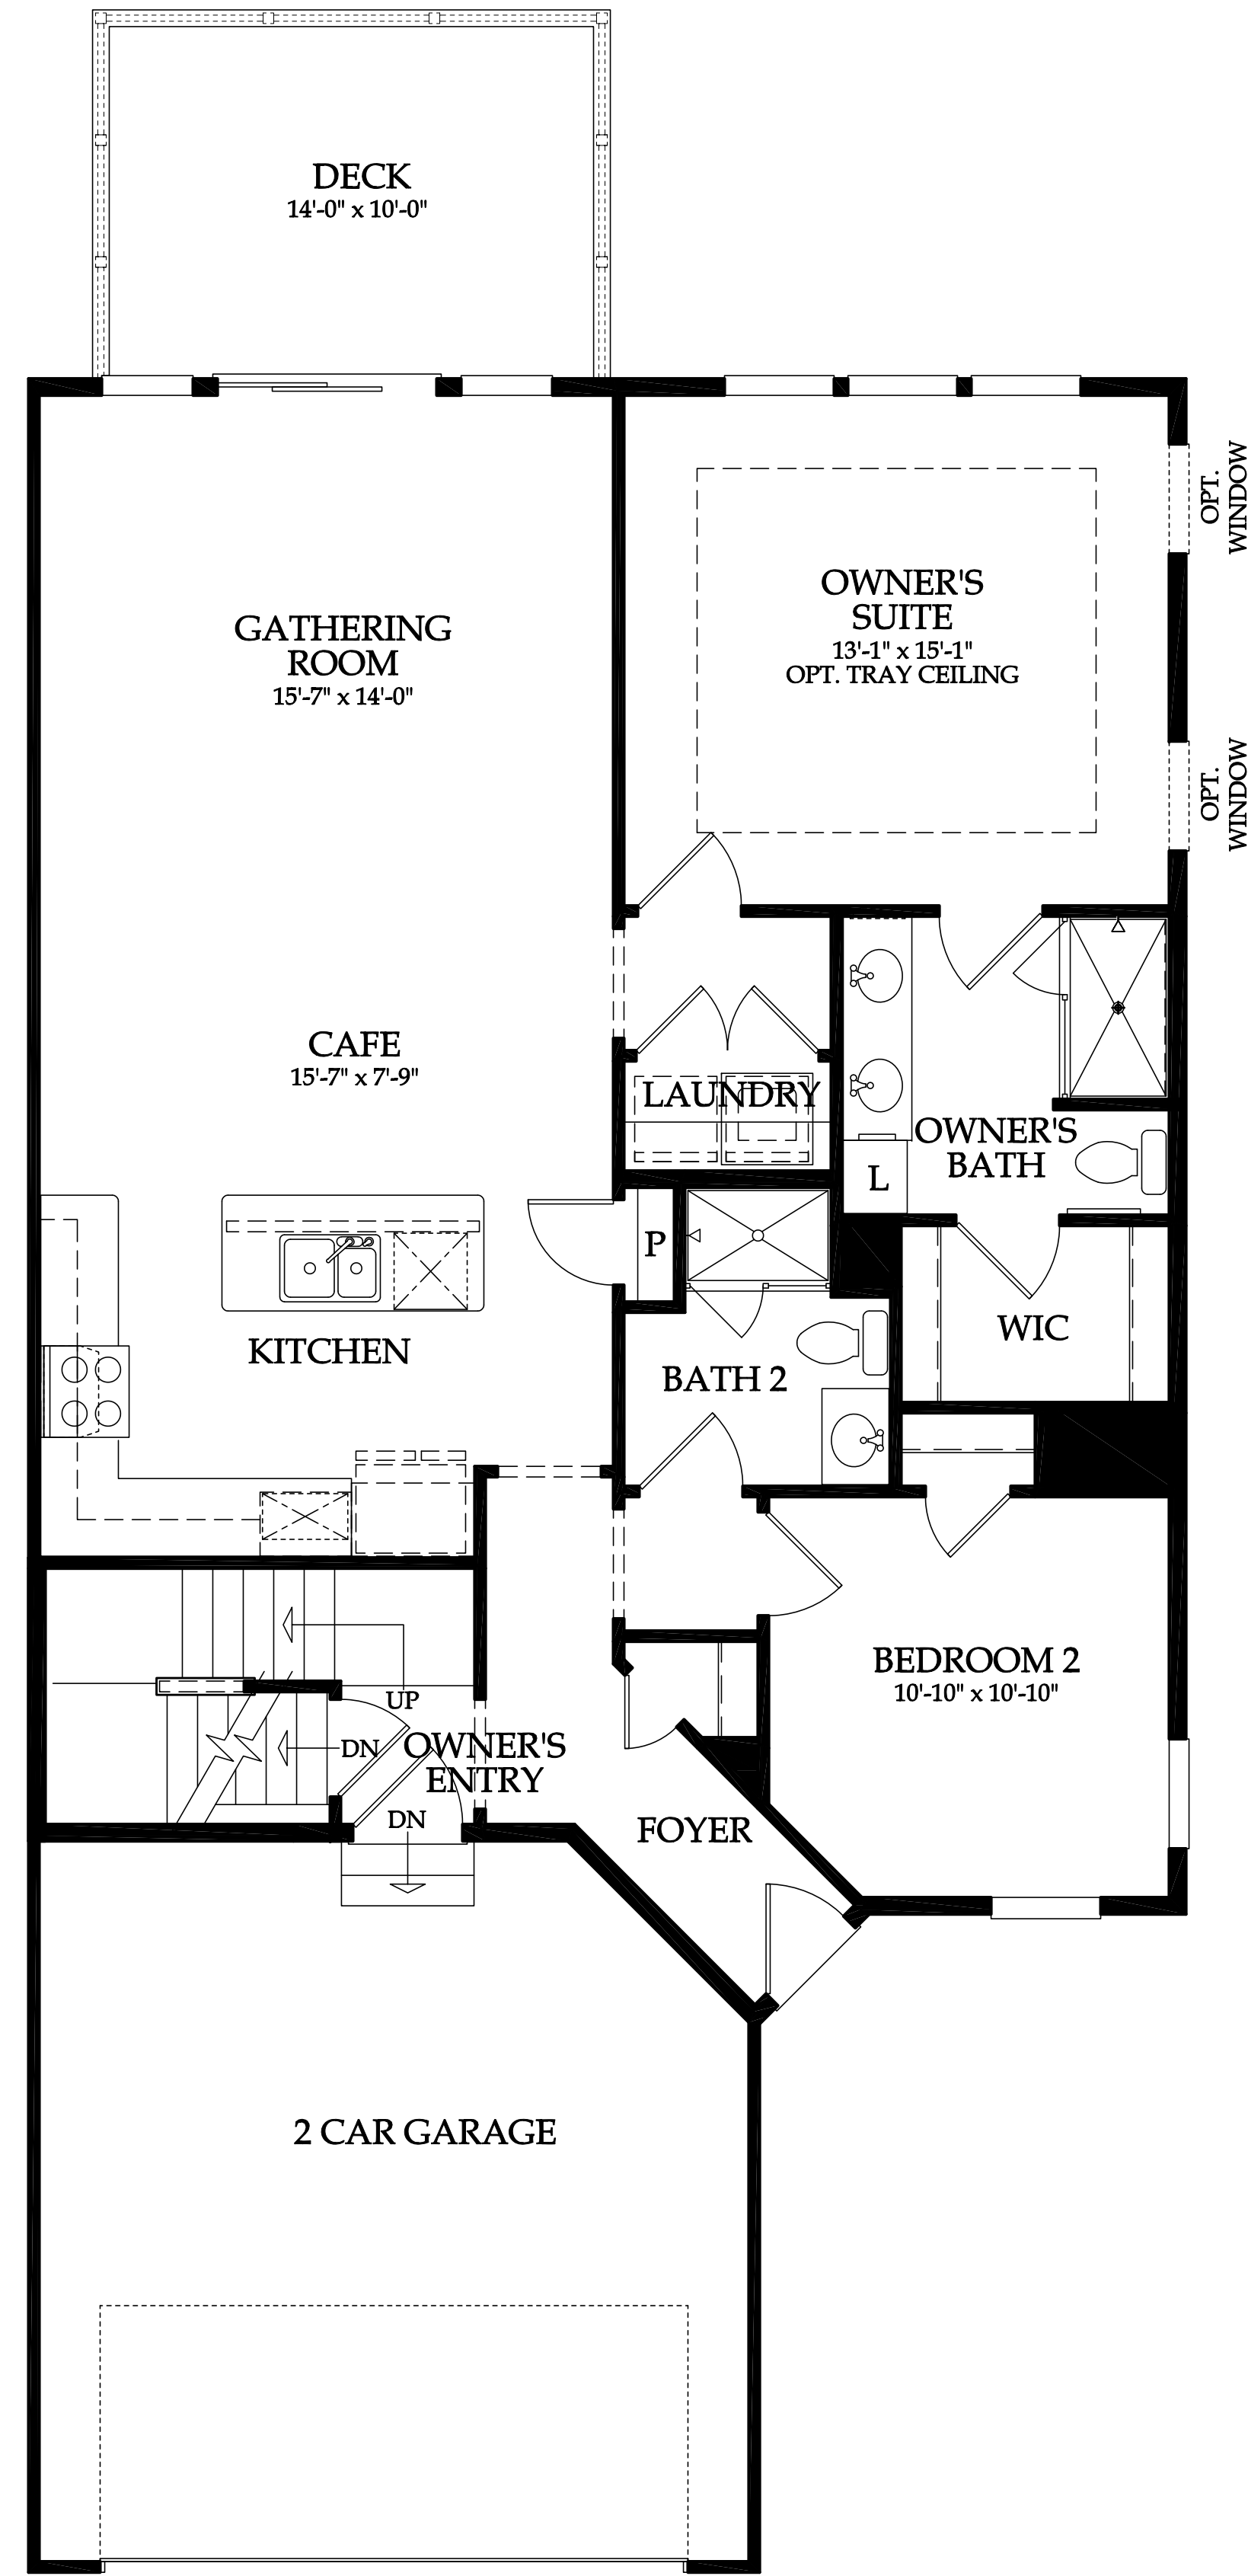 DECK
14'-0" x 10'-0"
OPT.
WINDOW
OWNER'S
SUITE
13'-1" x 15'-1"
OPT. TRAY CEILING
GATHERING
ROOM
15'-7" x 14'-0"
OPT.
WINDOW
CAFE
15'-7" x 7'-9"
LAUNDRY
OWNER'S
BATH
L
P
WIC
KITCHEN
BATH 2
BEDROOM 2
10'-10" x 10'-10"
UP
DN
OWNER'S
ENTRY
DN
FOYER
2 CAR GARAGE